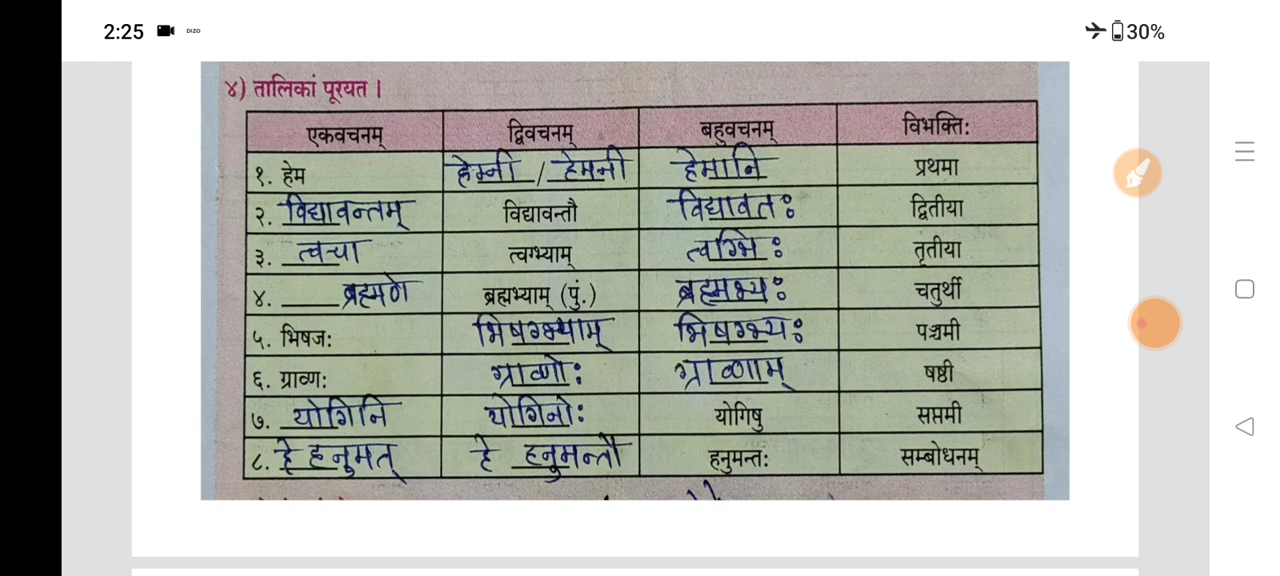 2:25 DIZO 30%
४) तालिकां पूरयत ।
एकवचनम् द्विवचनम् बहुवचनम् विभक्तिः
१. हेम हेम्नी / हेमनी हेमानि प्रथमा
२. विद्यावन्तम् विद्यावन्तौ विद्यावतः द्वितीया
३. त्वचा त्वग्भ्याम् त्वग्भिः तृतीया
४. ब्रह्मणे ब्रह्मभ्याम् (पुं.) ब्रह्मभ्यः चतुर्थी
५. भिषजः भिषग्भ्याम् भिषग्भ्यः पञ्चमी
६. ग्राव्णः ग्राव्णोः ग्राव्णाम् षष्ठी
७. योगिनि योगिनोः योगिषु सप्तमी
८. हे हनुमत् हे हनुमन्तौ हनुमन्तः सम्बोधनम्